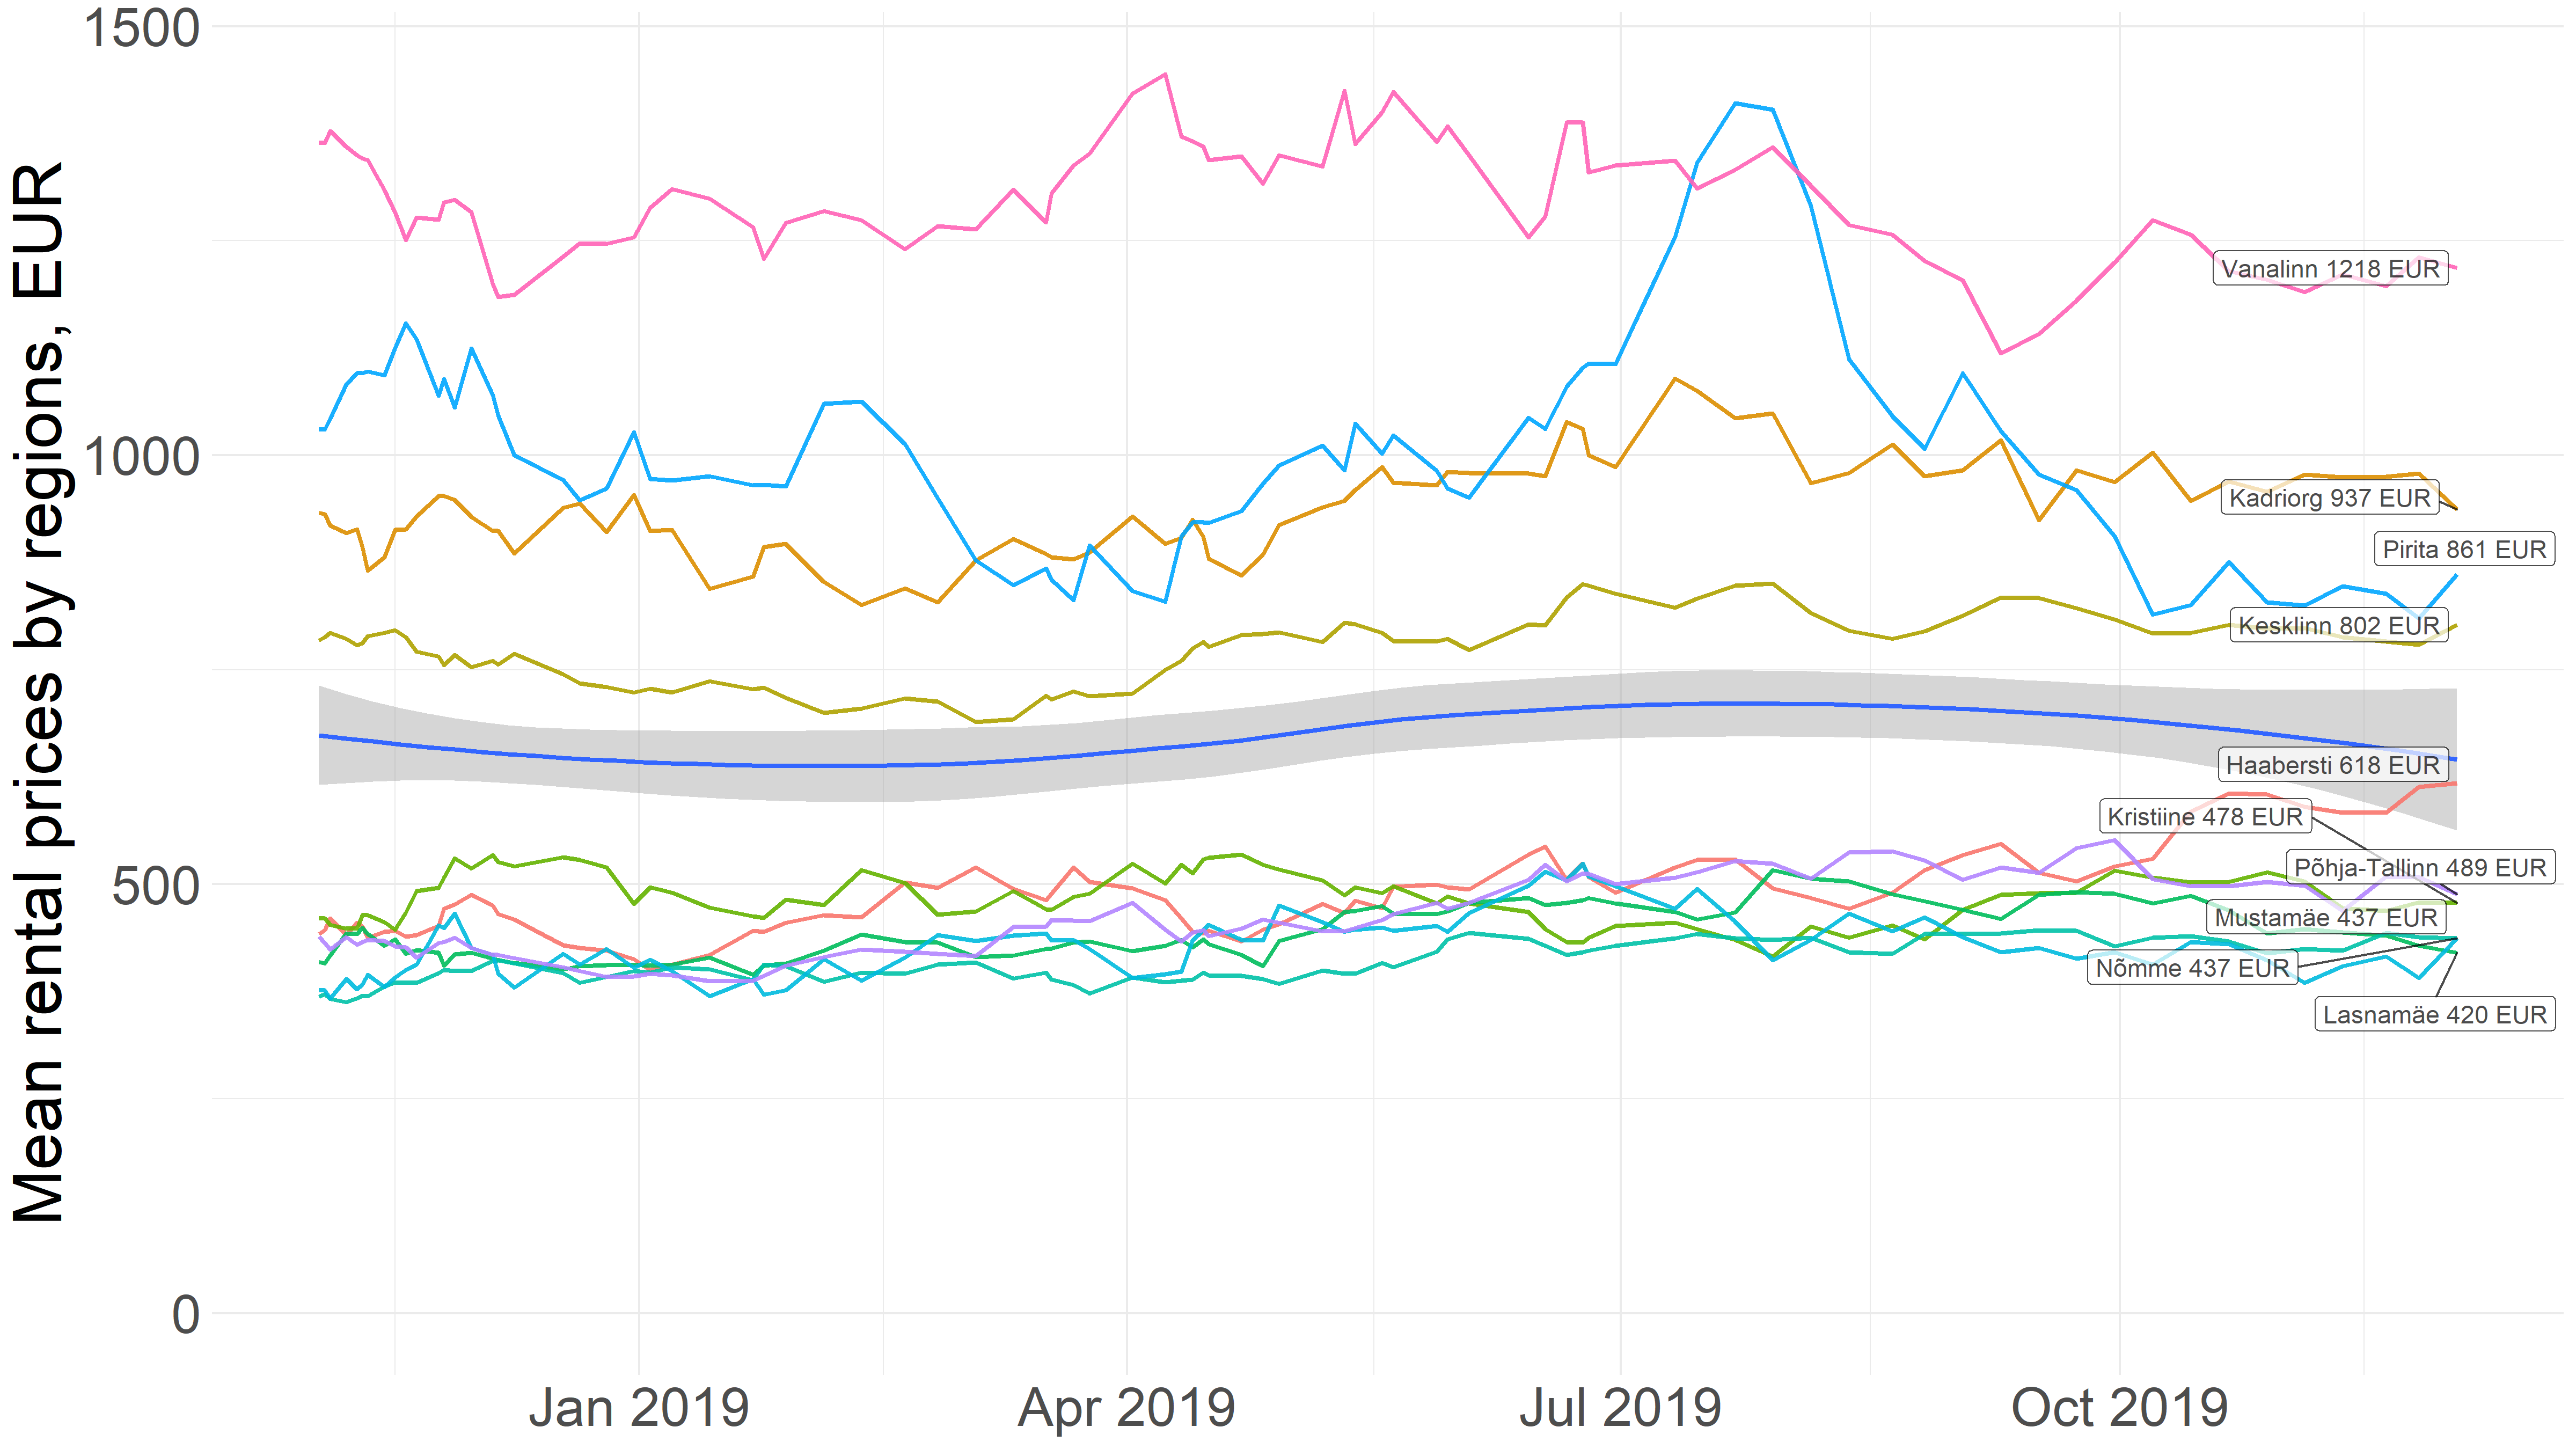 Mean rental prices by regions, EUR
1500
1000
500
0
Vanalinn 1218 EUR
Kadriorg 937 EUR
Pirita 861 EUR
Kesklinn 802 EUR
Haabersti 618 EUR
Kristiine 478 EUR
Põhja-Tallinn 489 EUR
Mustamäe 437 EUR
Nõmme 437 EUR
Lasnamäe 420 EUR
Jan 2019
Apr 2019
Jul 2019
Oct 2019